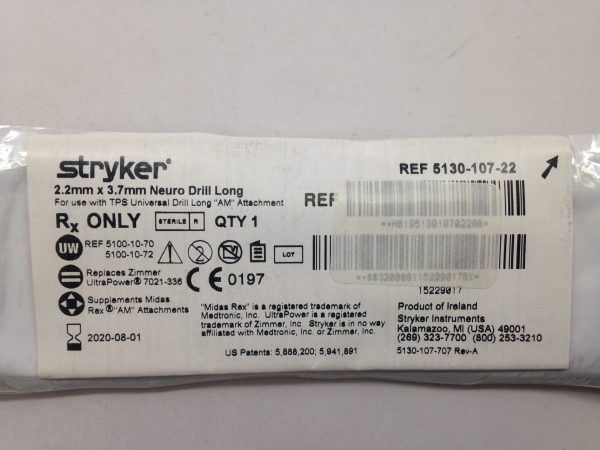 stryker®
REF 5130-107-22
2.2mm x 3.7mm Neuro Drill Long
For use with TPS Universal Drill Long "AM" Attachment
REF
Rx ONLY STERILE R QTY 1
UW REF 5100-10-70
5100-10-72
LOT
15229017
Replaces Zimmer
UltraPower® 7021-336
CE 0197
Supplements Midas
Rex® "AM" Attachments
2020-08-01
"Midas Rex" is a registered trademark of
Medtronic, Inc. UltraPower is a registered
trademark of Zimmer, Inc. Stryker is in no way
affiliated with Medtronic, Inc. or Zimmer, Inc.
US Patents: 5,888,200; 5,941,891
Product of Ireland
Stryker Instruments
Kalamazoo, MI (USA) 49001
(269) 323-7700 (800) 253-3210
5130-107-707 Rev-A